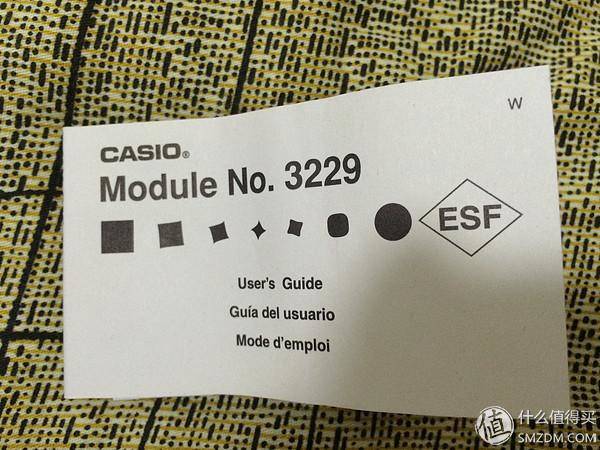 W
CASIO®
Module No. 3229
ESF
User's Guide
Guía del usuario
Mode d'emploi
值 什么值得买
SMZDM.COM